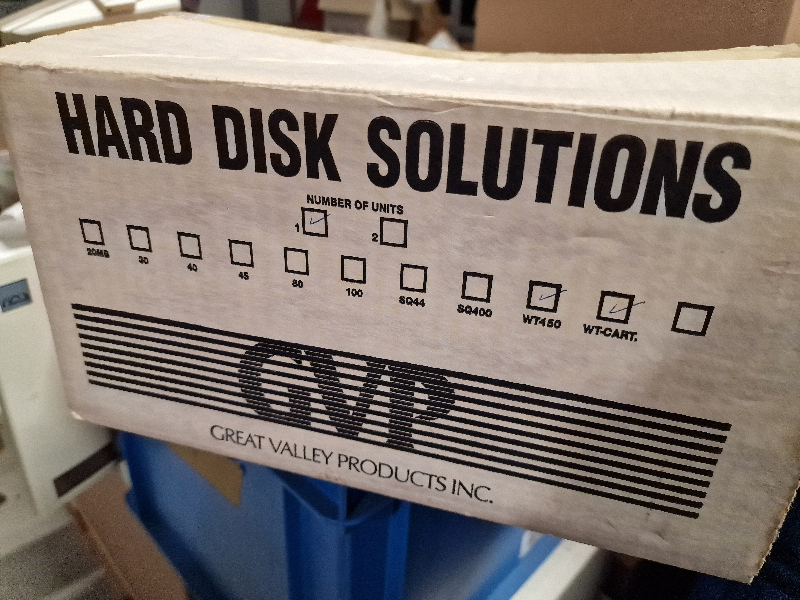 HARD DISK SOLUTIONS
NUMBER OF UNITS
1 2
20MB 30 40 45 80 100 SQ44 SQ400 WT450 WT-CART.
GVP
GREAT VALLEY PRODUCTS INC.